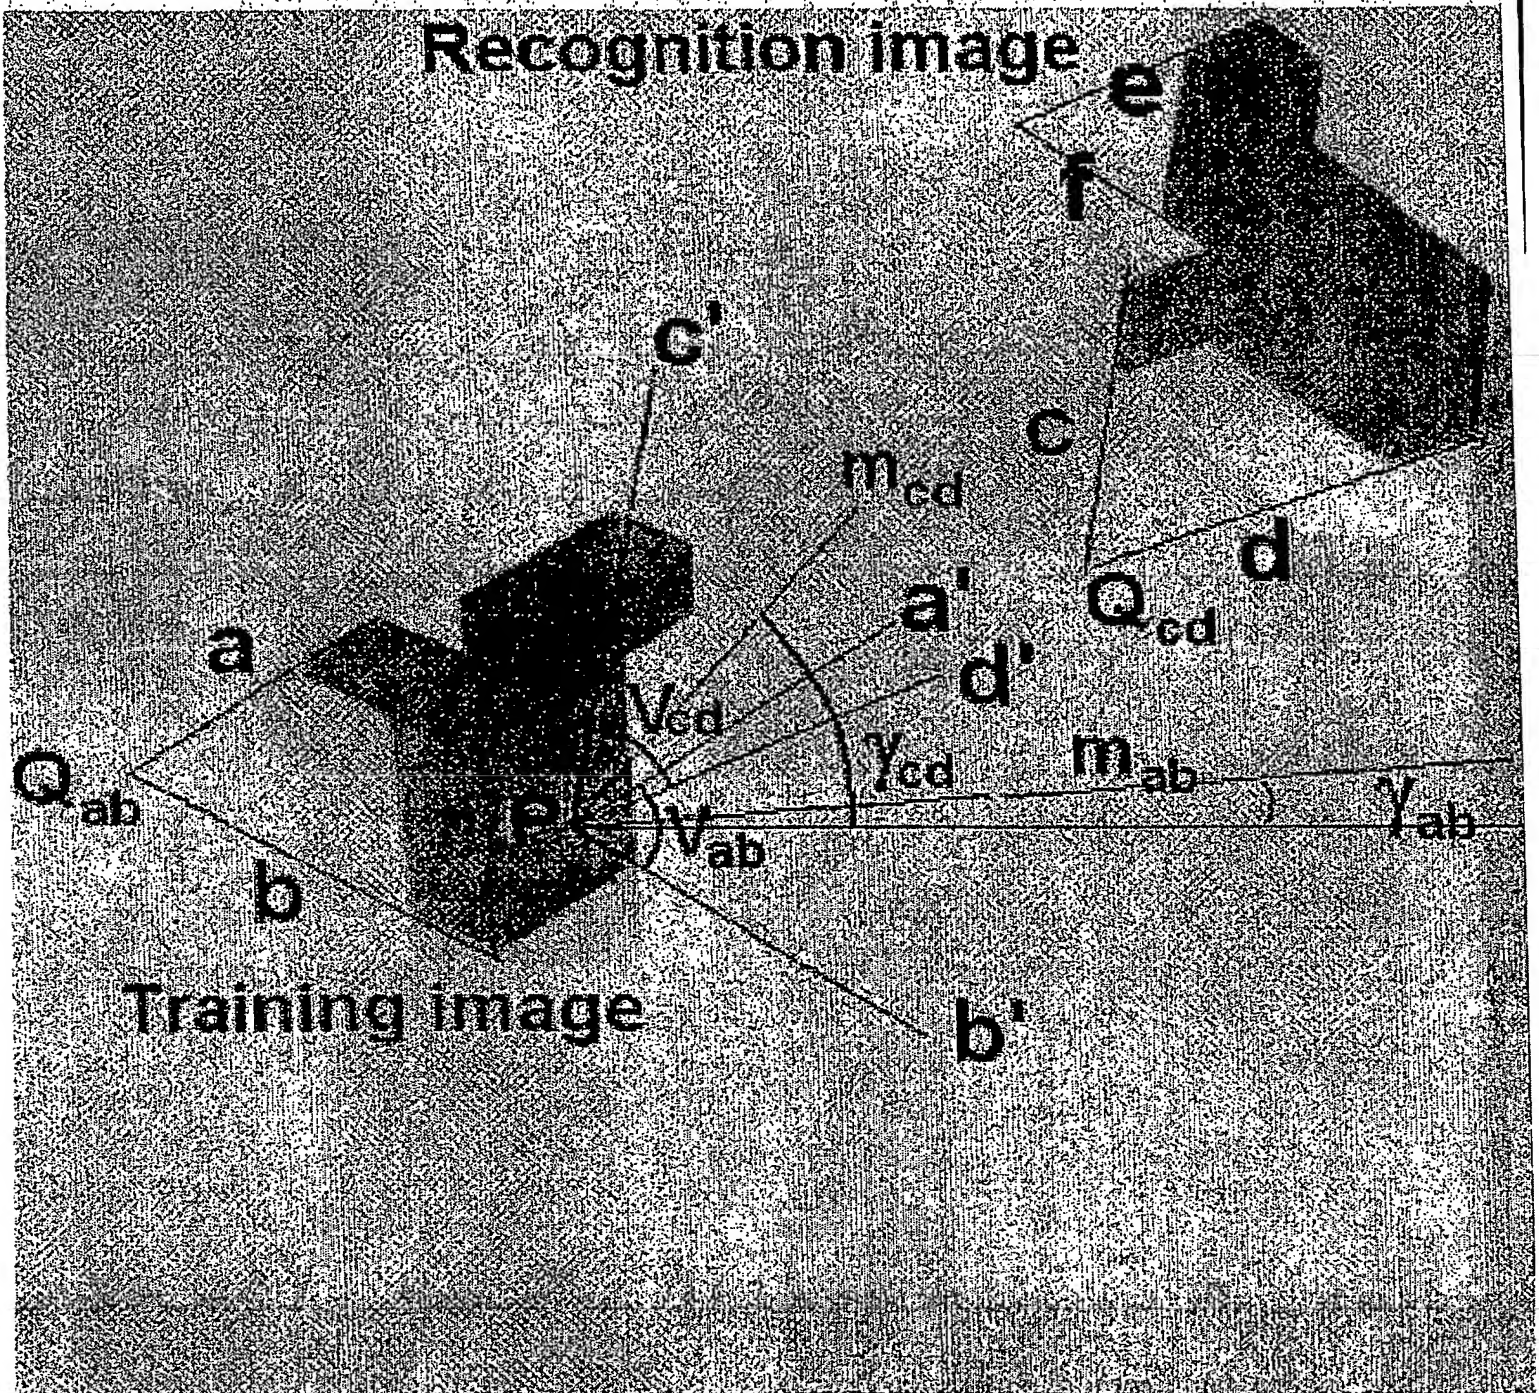 Recognition image
e
f
c'
c
m_cd
d
a'
Q_cd
a
d'
V_cd
γ_cd
m_ab
Q_ab
P
γ_ab
V_ab
b
Training image
b'